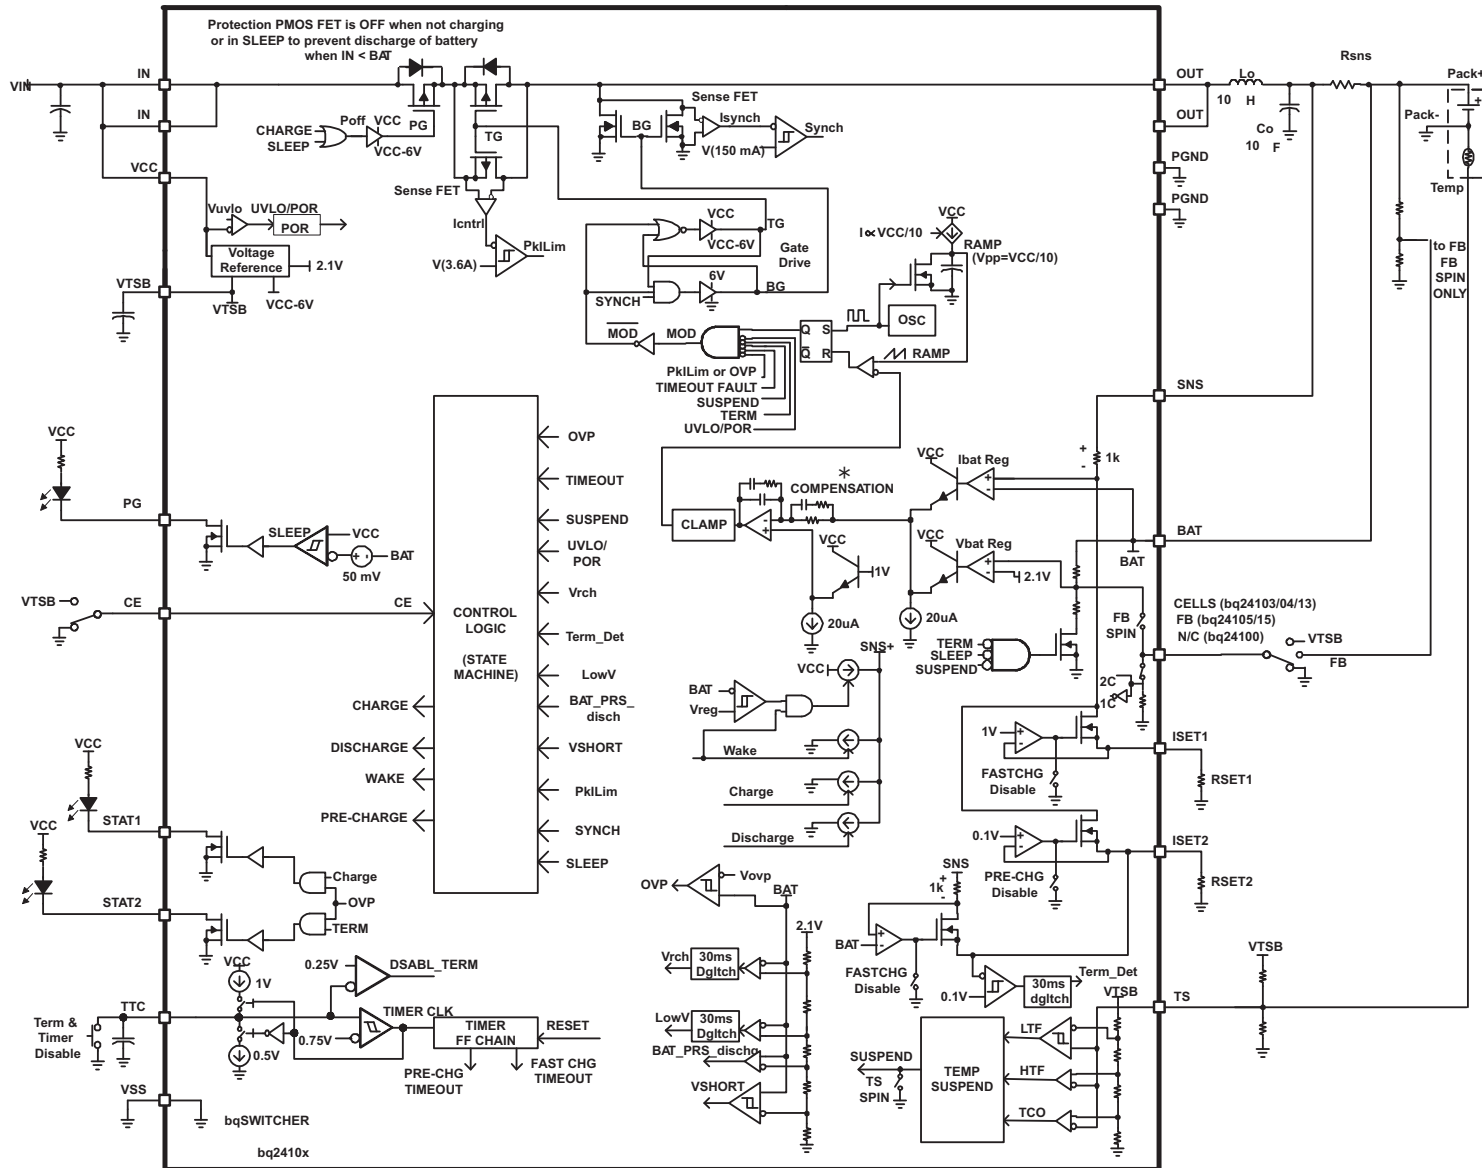 Protection PMOS FET is OFF when not charging
or in SLEEP to prevent discharge of battery
when IN < BAT
VIN
IN
IN
VCC
VTSB
CHARGE
SLEEP
Poff
VCC
VCC-6V
PG
TG
Sense FET
Icntrl
V(3.6A)
PkILim
BG
Sense FET
Isynch
V(150 mA)
Synch
Vuvlo
UVLO/POR
POR
Voltage
Reference
2.1V
VTSB
VCC-6V
VCC
VCC-6V
TG
Gate
Drive
6V
BG
SYNCH
MOD
MOD
PkILim or OVP
TIMEOUT FAULT
SUSPEND
TERM
UVLO/POR
Q
S
Q
R
OSC
RAMP
I∝VCC/10
VCC
RAMP
(Vpp=VCC/10)
OUT
OUT
PGND
PGND
Lo
10 H
Co
10 F
Rsns
Pack+
+
Pack-
Temp
to FB
FB
SPIN
ONLY
SNS
+
-
1k
VCC
PG
SLEEP
VCC
+ -
BAT
50 mV
VTSB
CE
CE
CONTROL
LOGIC
(STATE
MACHINE)
OVP
TIMEOUT
SUSPEND
UVLO/
POR
Vrch
Term_Det
LowV
BAT_PRS_
disch
VSHORT
PkILim
SYNCH
SLEEP
CHARGE
DISCHARGE
WAKE
PRE-CHARGE
CLAMP
*
COMPENSATION
-
+
VCC
1V
20uA
VCC
Ibat Reg
+
-
VCC
Vbat Reg
+
-
2.1V
20uA
BAT
BAT
TERM
SLEEP
SUSPEND
FB
SPIN
2C
1C
CELLS (bq24103/04/13)
FB (bq24105/15)
N/C (bq24100)
VTSB
FB
SNS+
VCC
BAT
Vreg
Wake
Charge
Discharge
1V
+
-
FASTCHG
Disable
ISET1
RSET1
0.1V
+
-
PRE-CHG
Disable
ISET2
RSET2
VCC
STAT1
VCC
STAT2
Charge
OVP
TERM
VCC
1V
0.5V
TTC
Term &
Timer
Disable
0.25V
DSABL_TERM
0.75V
TIMER CLK
TIMER
FF CHAIN
RESET
PRE-CHG
TIMEOUT
FAST CHG
TIMEOUT
VSS
bqSWITCHER
bq2410x
OVP
Vovp
BAT
2.1V
Vrch
30ms
Dgltch
LowV
30ms
Dgltch
BAT_PRS_dischg
VSHORT
SNS
+
1k
-
+
-
BAT
FASTCHG
Disable
0.1V
30ms
dgltch
Term_Det
VTSB
SUSPEND
TS
SPIN
TEMP
SUSPEND
LTF
HTF
TCO
VTSB
TS